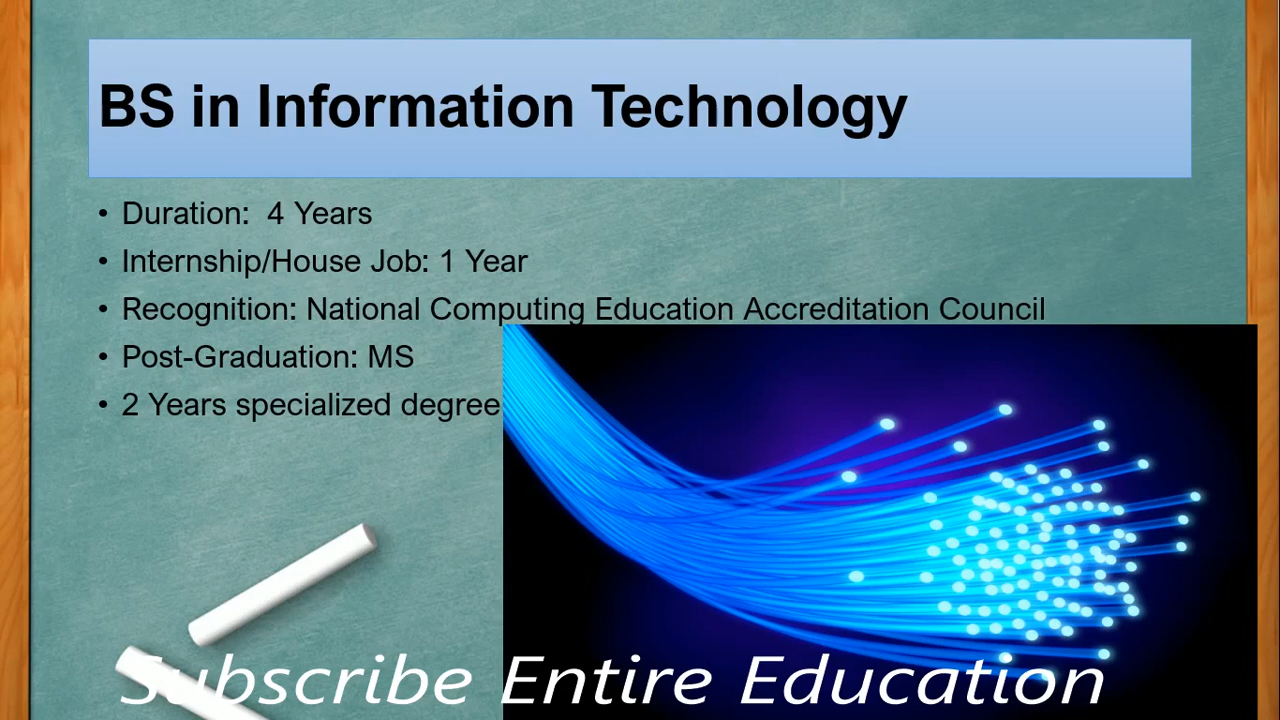 BS in Information Technology
• Duration:  4 Years
• Internship/House Job: 1 Year
• Recognition: National Computing Education Accreditation Council
• Post-Graduation: MS
• 2 Years specialized degree
Subscribe Entire Education